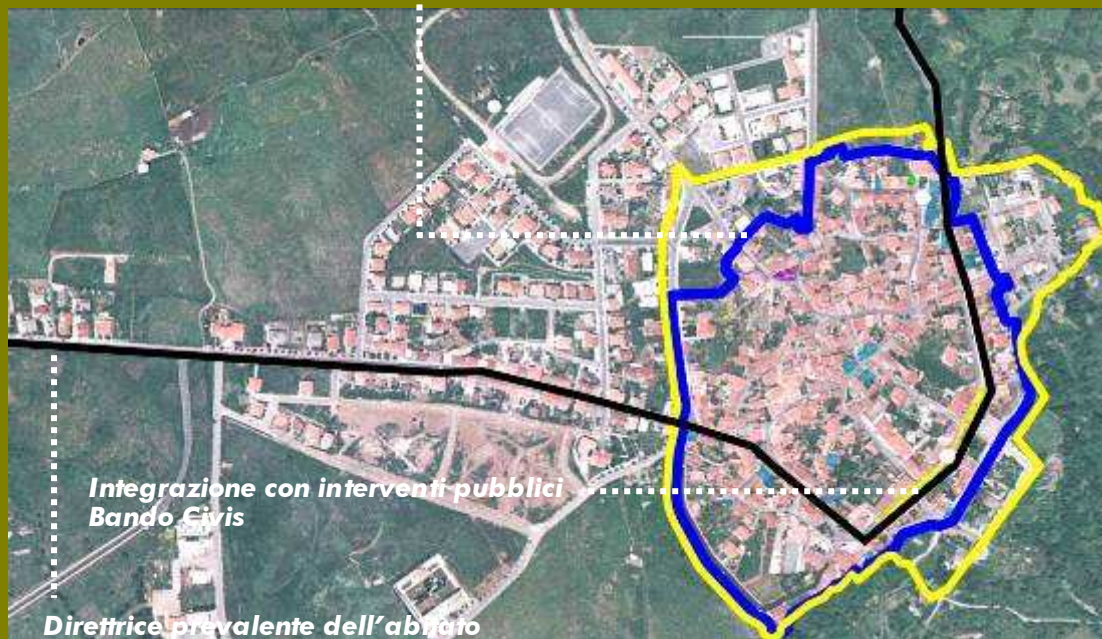 Integrazione con interventi pubblici
Bando Civis
Direttrice prevalente dell'abitato